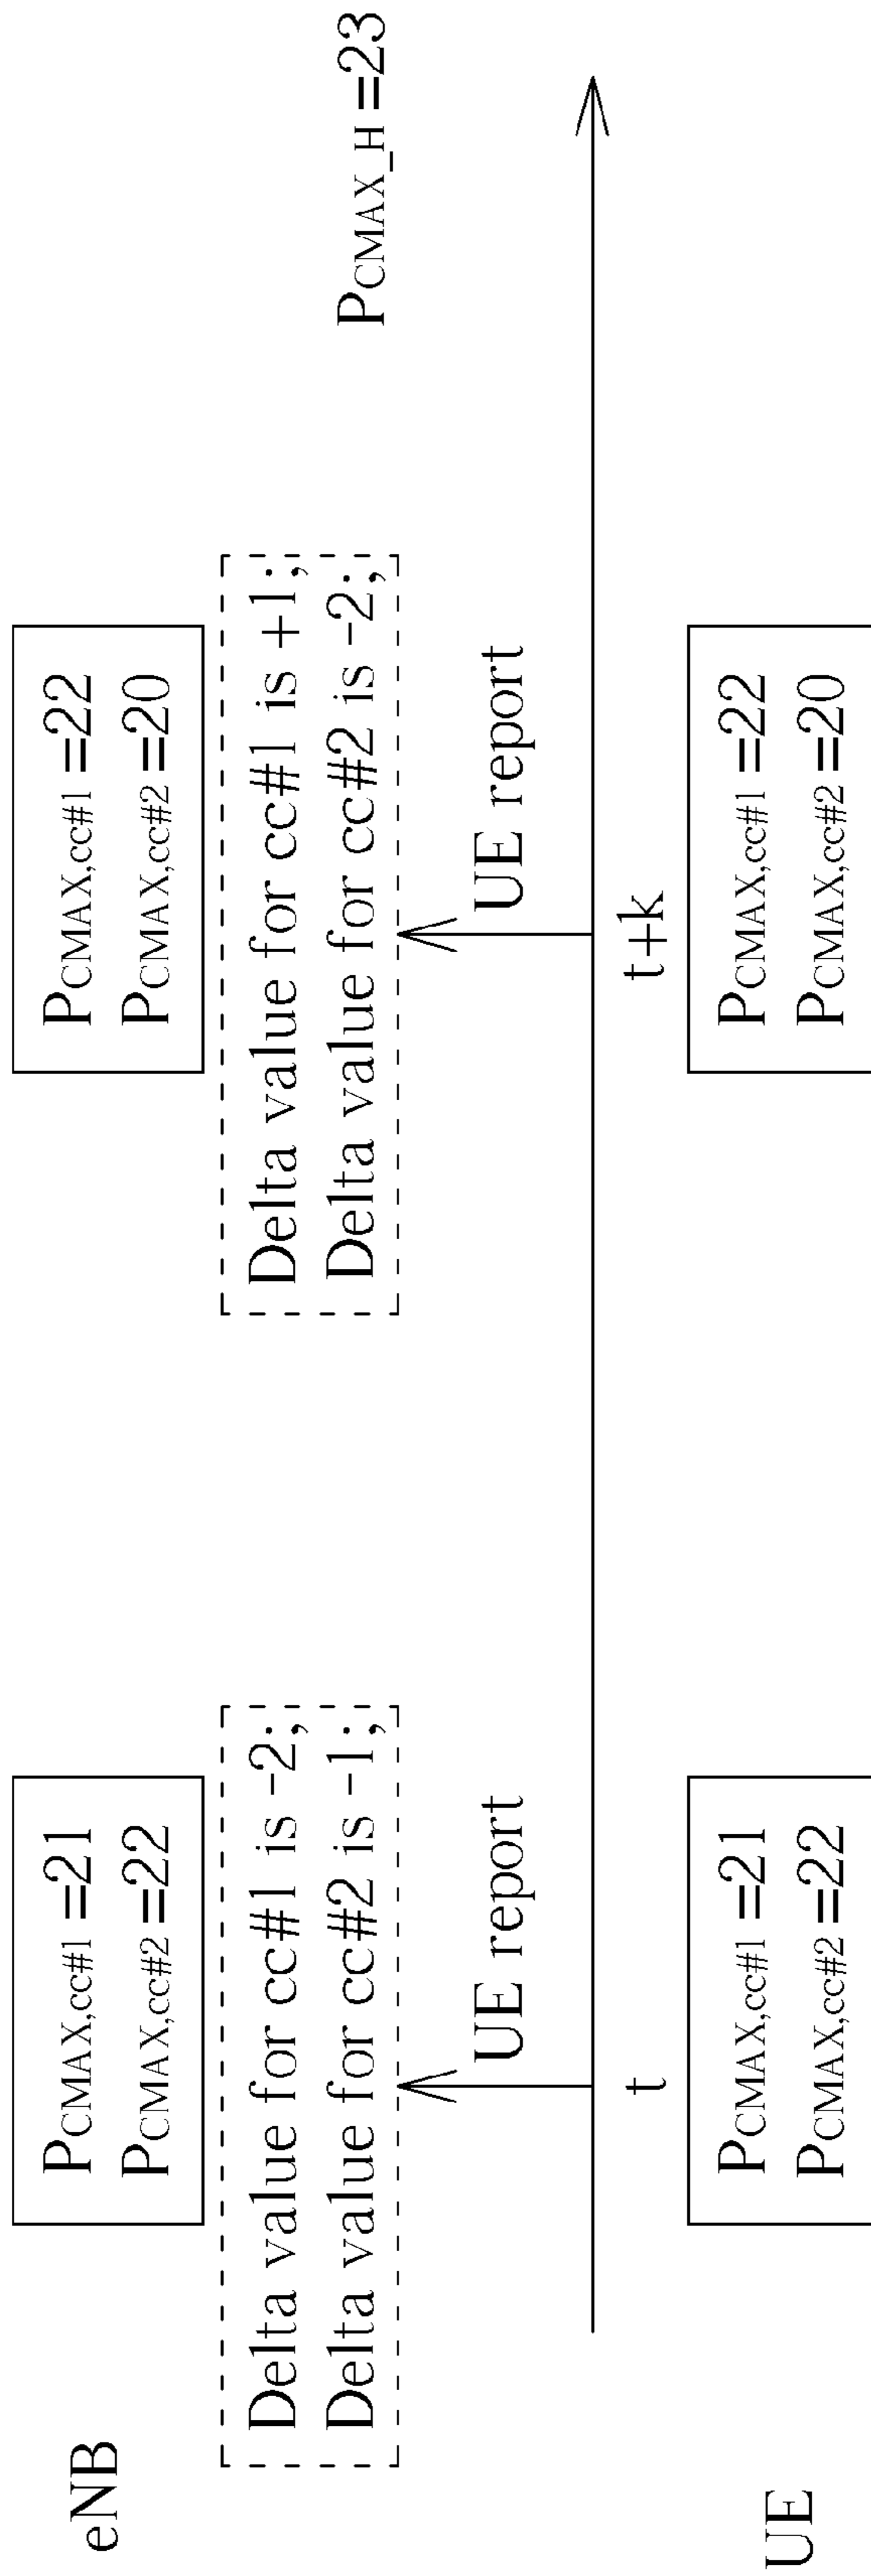 eNB
PCMAX,cc#1 =21
PCMAX,cc#2 =22
PCMAX,cc#1 =22
PCMAX,cc#2 =20
Delta value for cc#1 is -2;
Delta value for cc#2 is -1;
Delta value for cc#1 is +1;
Delta value for cc#2 is -2;
PCMAX_H =23
UE report
UE report
t
t+k
UE
PCMAX,cc#1 =21
PCMAX,cc#2 =22
PCMAX,cc#1 =22
PCMAX,cc#2 =20